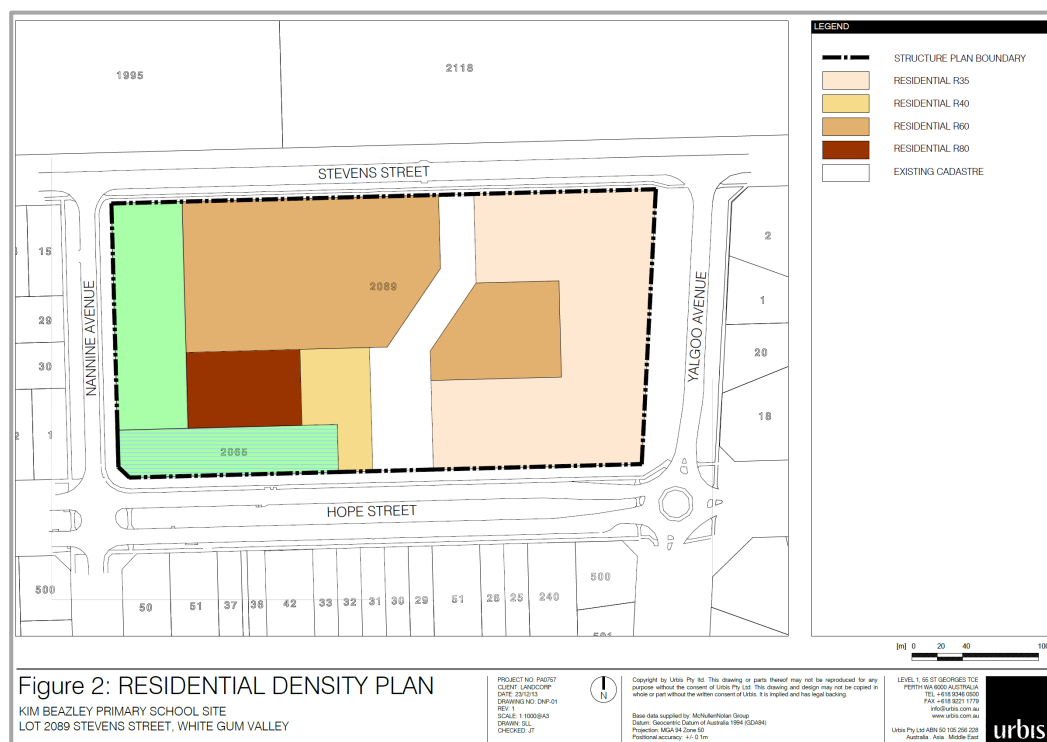 LEGEND
STRUCTURE PLAN BOUNDARY
RESIDENTIAL R35
RESIDENTIAL R40
RESIDENTIAL R60
RESIDENTIAL R80
EXISTING CADASTRE
1995
2118
STEVENS STREET
15
2
2089
1
NANNINE AVENUE
YALGOO AVENUE
29
20
30
18
1
2065
HOPE STREET
500
50
51
37
38
42
33
32
31
30
29
51
26
25
240
500
[m] 0 20 40 100
Figure 2: RESIDENTIAL DENSITY PLAN
KIM BEAZLEY PRIMARY SCHOOL SITE
LOT 2089 STEVENS STREET, WHITE GUM VALLEY
PROJECT NO: PA0757
CLIENT: LANDCORP
DATE: 23/12/13
DRAWING NO: DNP-01
REV: 1
SCALE: 1:1000@A3
DRAWN: SLL
CHECKED: JT
N
Copyright by Urbis Pty ltd. This drawing or parts thereof may not be reproduced for any
purpose without the consent of Urbis Pty Ltd. This drawing and design may not be copied in
whole or part without the written consent of Urbis. It is implied and has legal backing.
Base data supplied by: McNullenNolan Group
Datum: Geocentric Datum of Australia 1994 (GDA94)
Projection: MGA 94 Zone 50
Positional accuracy: +/- 0.1m
LEVEL 1, 55 ST GEORGES TCE
PERTH WA 6000 AUSTRALIA
TEL +618 9346 0500
FAX +618 9221 1779
info@urbis.com.au
www.urbis.com.au
Urbis Pty Ltd ABN 50 105 256 228
Australia . Asia . Middle East
urbis